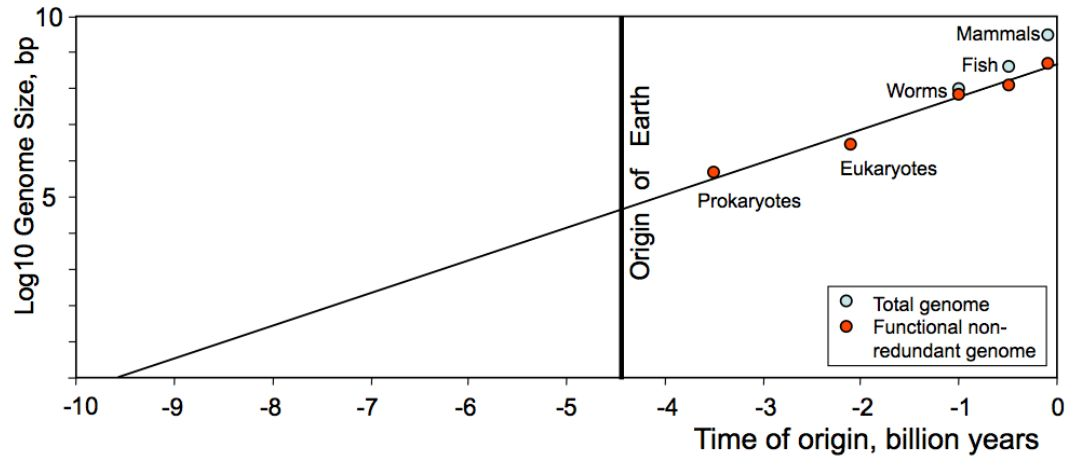 Log10 Genome Size, bp
10
5
Mammals
Fish
Worms
Eukaryotes
Prokaryotes
Origin of Earth
Total genome
Functional non-
redundant genome
-10 -9 -8 -7 -6 -5 -4 -3 -2 -1 0
Time of origin, billion years